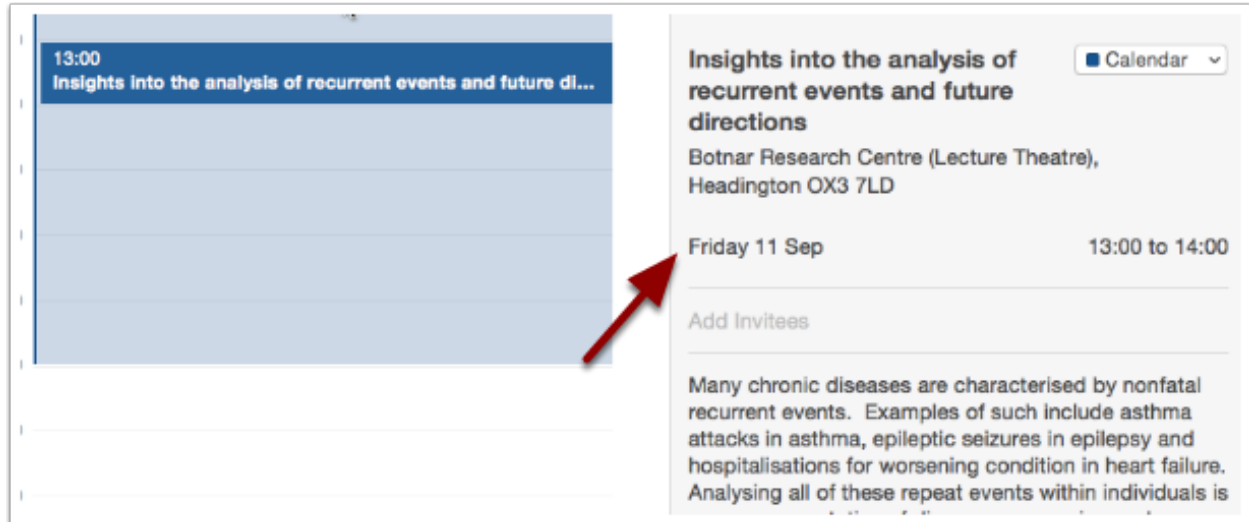 13:00
Insights into the analysis of recurrent events and future di...
Insights into the analysis of
recurrent events and future
directions
Calendar
Botnar Research Centre (Lecture Theatre),
Headington OX3 7LD
Friday 11 Sep 13:00 to 14:00
Add Invitees
Many chronic diseases are characterised by nonfatal
recurrent events. Examples of such include asthma
attacks in asthma, epileptic seizures in epilepsy and
hospitalisations for worsening condition in heart failure.
Analysing all of these repeat events within individuals is